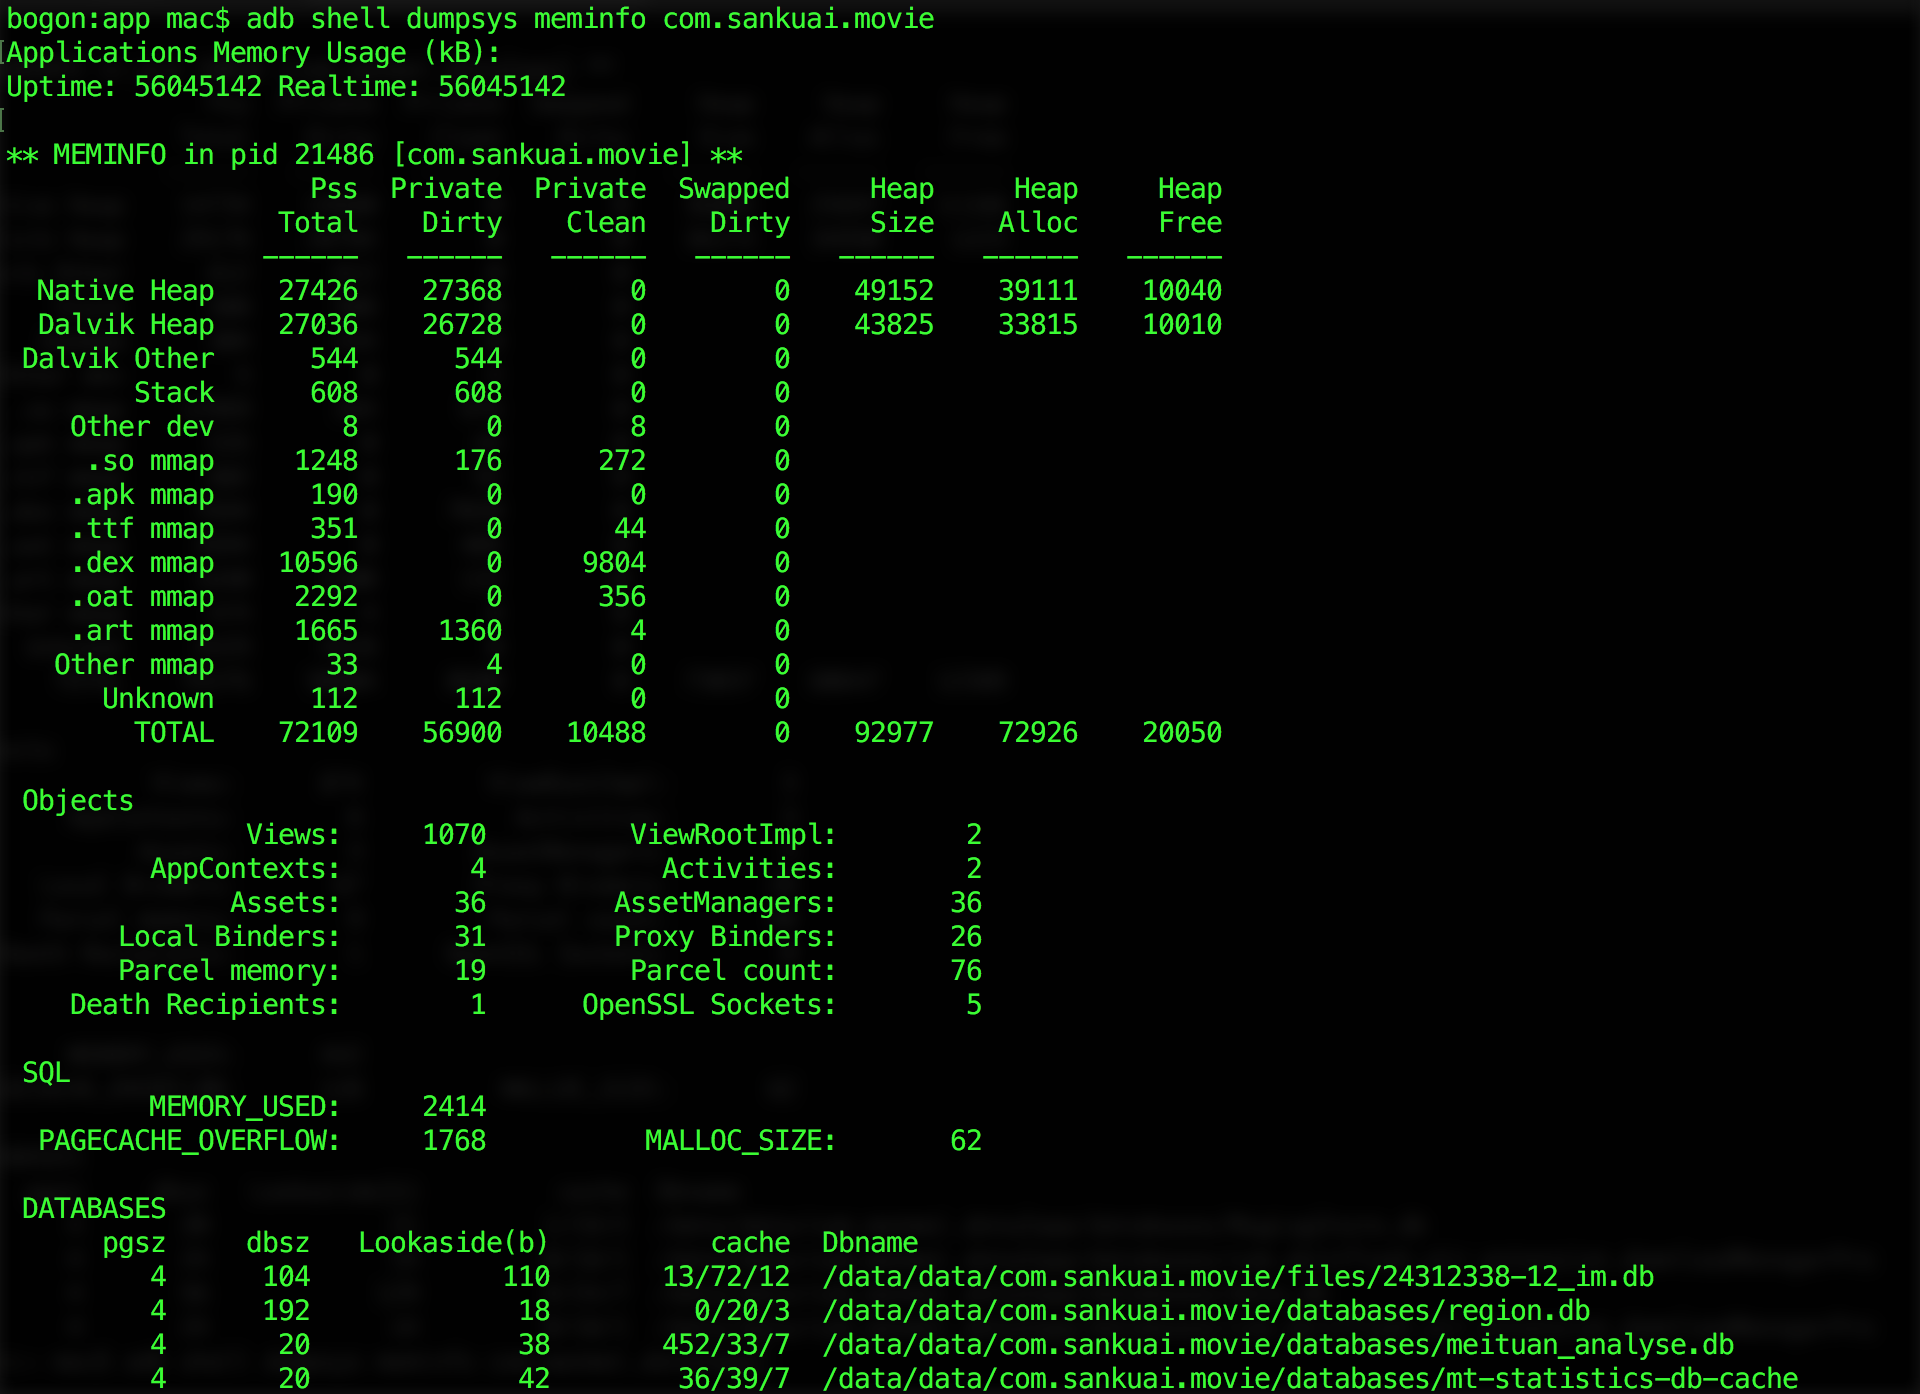 bogon:app mac$ adb shell dumpsys meminfo com.sankuai.movie
Applications Memory Usage (kB):
Uptime: 56045142 Realtime: 56045142
** MEMINFO in pid 21486 [com.sankuai.movie] **
Pss Private Private Swapped Heap Heap Heap
Total Dirty Clean Dirty Size Alloc Free
------ ------ ------ ------ ------ ------ ------
Native Heap 27426 27368 0 0 49152 39111 10040
Dalvik Heap 27036 26728 0 0 43825 33815 10010
Dalvik Other 544 544 0 0
Stack 608 608 0 0
Other dev 8 0 8 0
.so mmap 1248 176 272 0
.apk mmap 190 0 0 0
.ttf mmap 351 0 44 0
.dex mmap 10596 0 9804 0
.oat mmap 2292 0 356 0
.art mmap 1665 1360 4 0
Other mmap 33 4 0 0
Unknown 112 112 0 0
TOTAL 72109 56900 10488 0 92977 72926 20050
Objects
Views: 1070 ViewRootImpl: 2
AppContexts: 4 Activities: 2
Assets: 36 AssetManagers: 36
Local Binders: 31 Proxy Binders: 26
Parcel memory: 19 Parcel count: 76
Death Recipients: 1 OpenSSL Sockets: 5
SQL
MEMORY_USED: 2414
PAGECACHE_OVERFLOW: 1768 MALLOC_SIZE: 62
DATABASES
pgsz dbsz Lookaside(b) cache Dbname
4 104 110 13/72/12 /data/data/com.sankuai.movie/files/24312338-12_im.db
4 192 18 0/20/3 /data/data/com.sankuai.movie/databases/region.db
4 20 38 452/33/7 /data/data/com.sankuai.movie/databases/meituan_analyse.db
4 20 42 36/39/7 /data/data/com.sankuai.movie/databases/mt-statistics-db-cache